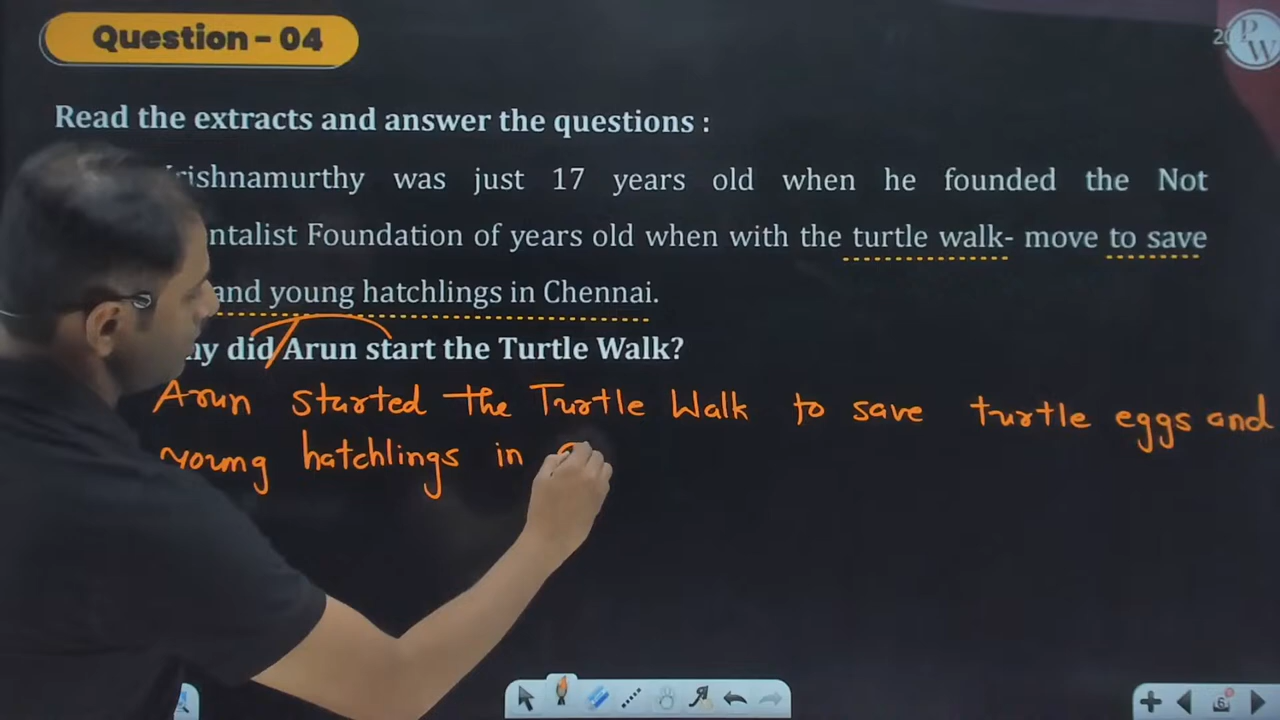 Question - 04
Read the extracts and answer the questions :
rishnamurthy was just 17 years old when he founded the Not
ntalist Foundation of years old when with the turtle walk- move to save
and young hatchlings in Chennai.
hy did Arun start the Turtle Walk?
Arun started the Turtle Walk to save turtle eggs and
young hatchlings in
PW